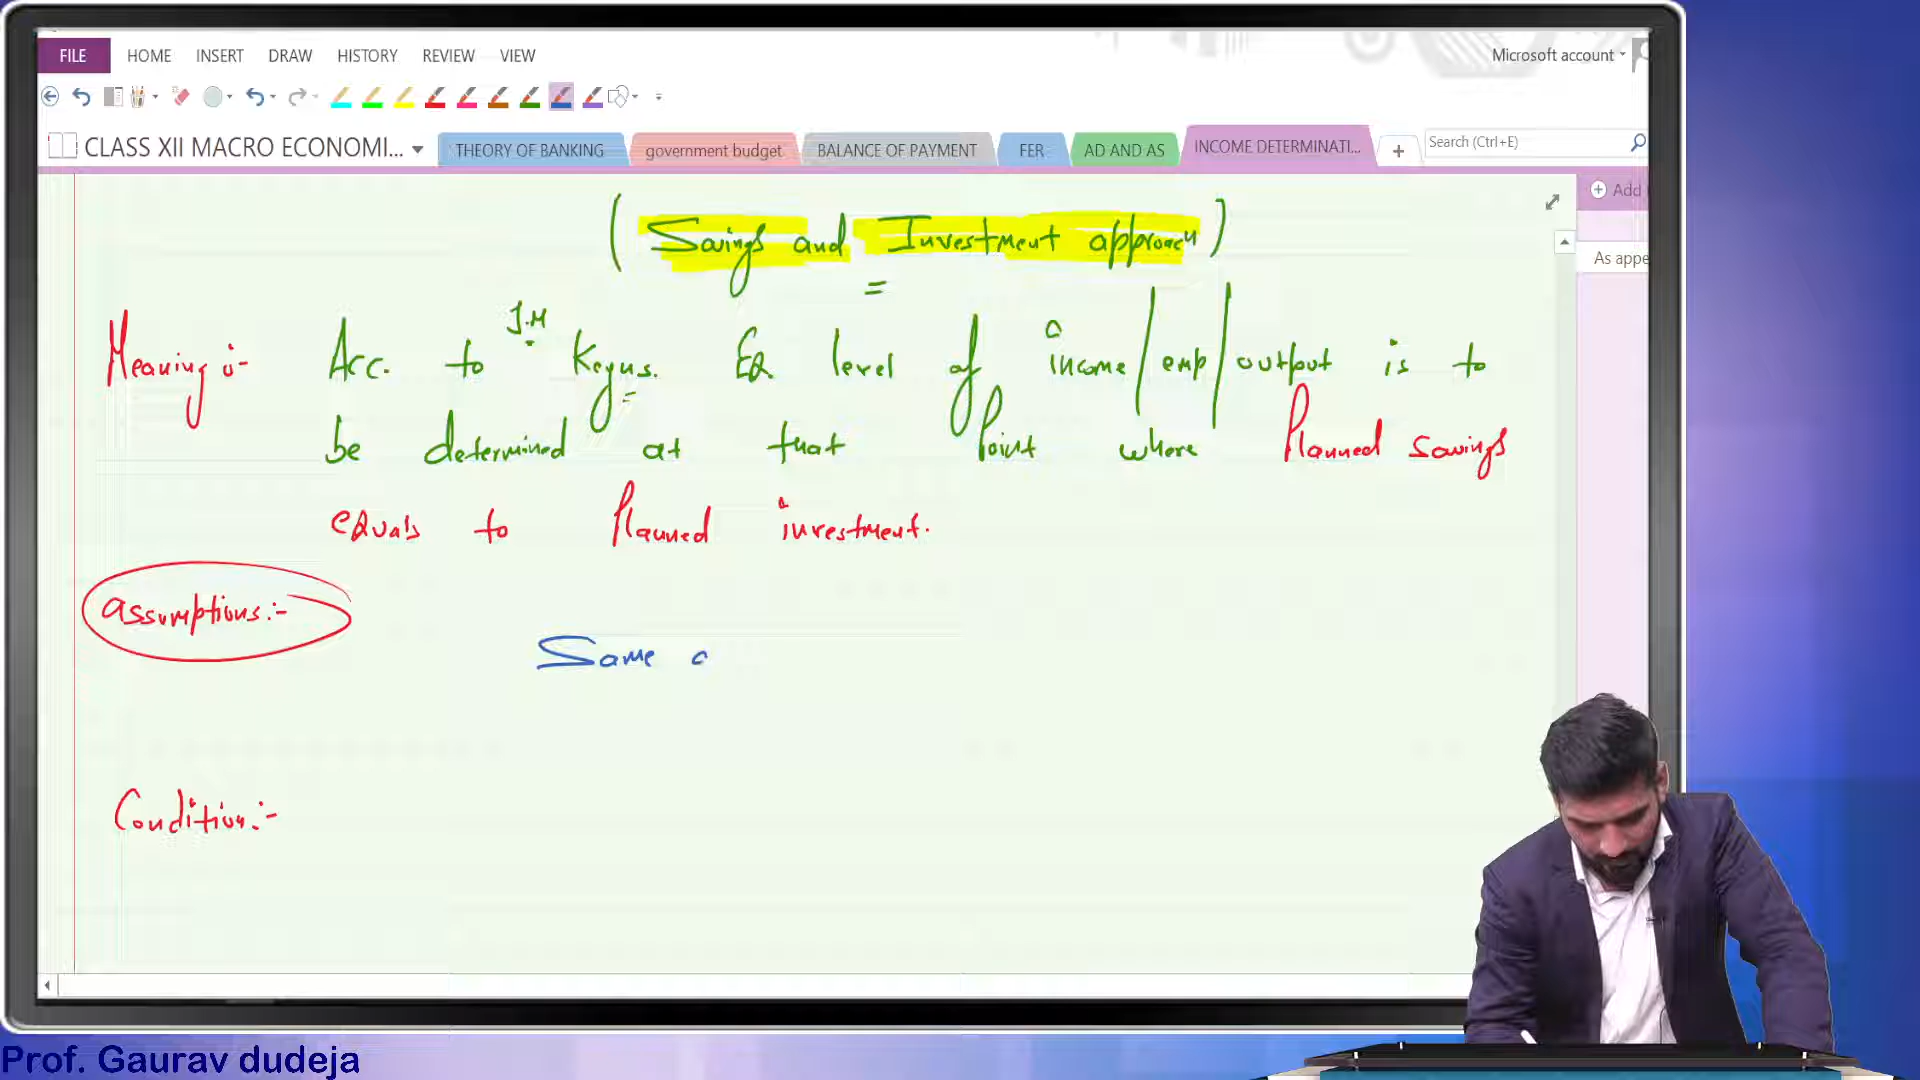 FILE HOME INSERT DRAW HISTORY REVIEW VIEW Microsoft account
CLASS XII MACRO ECONOMI... THEORY OF BANKING government budget BALANCE OF PAYMENT FER AD AND AS INCOME DETERMINATI... + Search (Ctrl+E)
Add
As appe
(Savings and Investment approach)
=
Meaning :- Acc. to J.M Keyns. EQ level of income/emp/output is to
be determined at that point where Planned savings
equals to Planned investment.
assumptions:-
Same a
Condition:-
Prof. Gaurav dudeja